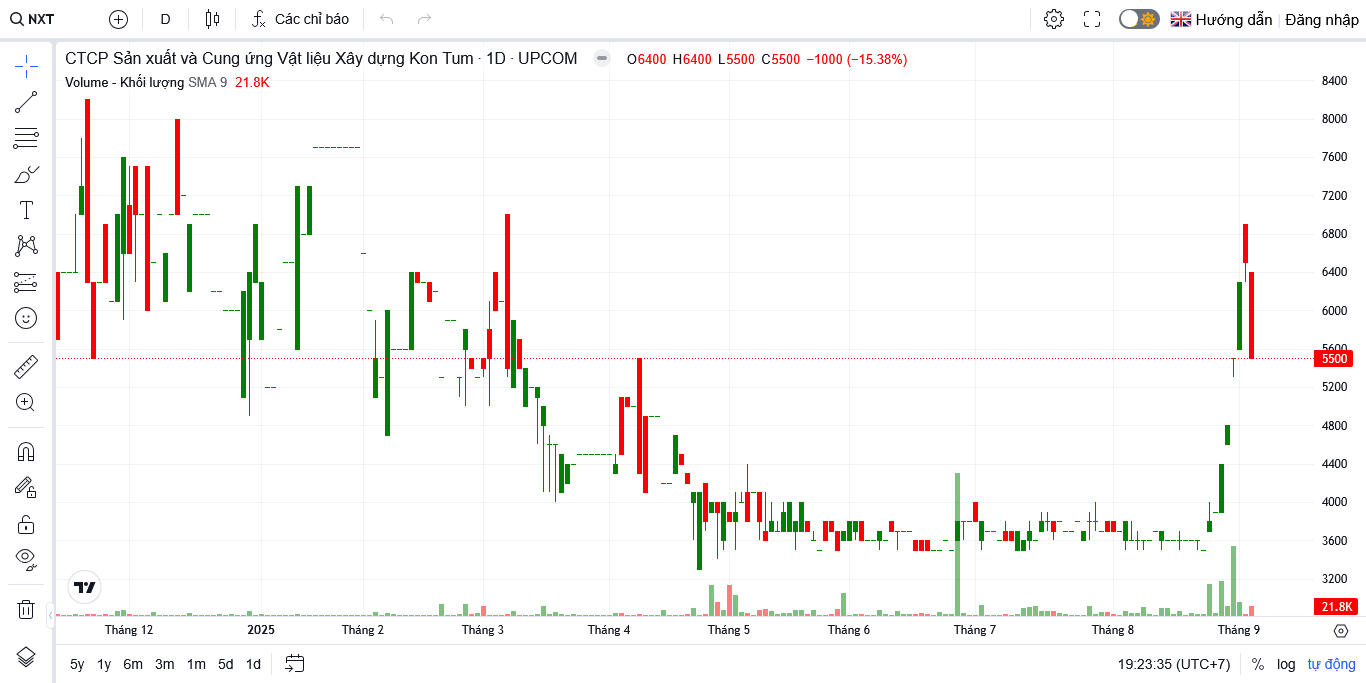 NXT D Các chỉ báo Hướng dẫn Đăng nhập
CTCP Sản xuất và Cung ứng Vật liệu Xây dựng Kon Tum · 1D · UPCOM O6400 H6400 L5500 C5500 −1000 (−15.38%)
Volume - Khối lượng SMA 9 21.8K
8400
8000
7600
7200
6800
6400
6000
5600
5500
5200
4800
4400
4000
3600
3200
21.8K
Tháng 12 2025 Tháng 2 Tháng 3 Tháng 4 Tháng 5 Tháng 6 Tháng 7 Tháng 8 Tháng 9
5y 1y 6m 3m 1m 5d 1d 19:23:35 (UTC+7) % log tự động